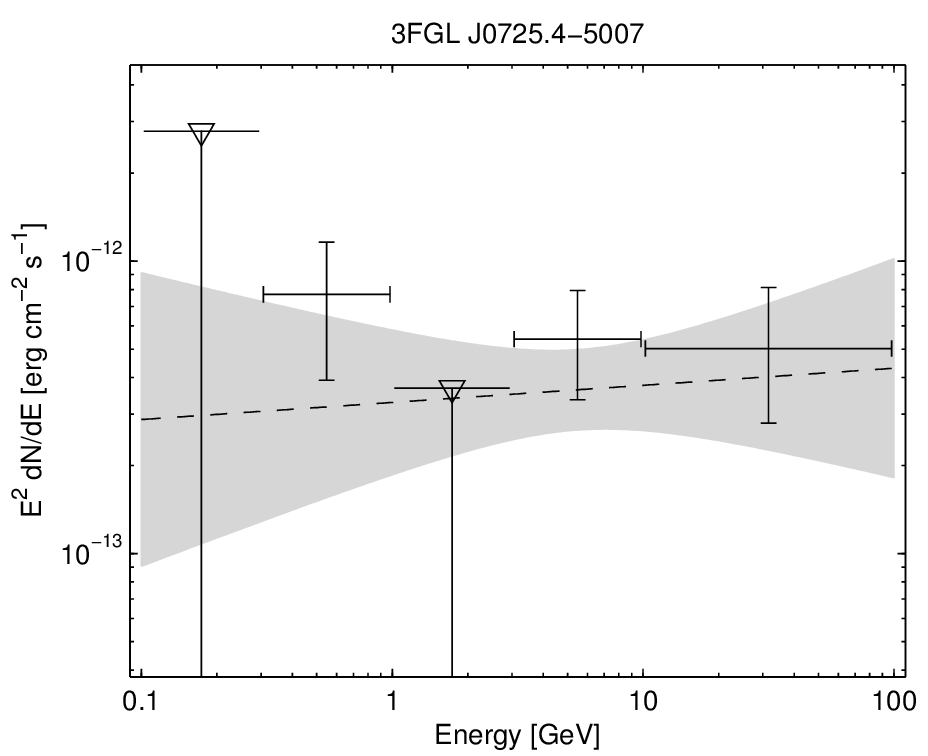 3FGL J0725.4−5007
E² dN/dE [erg cm⁻² s⁻¹]
10⁻¹²
10⁻¹³
0.1 1 10 100
Energy [GeV]